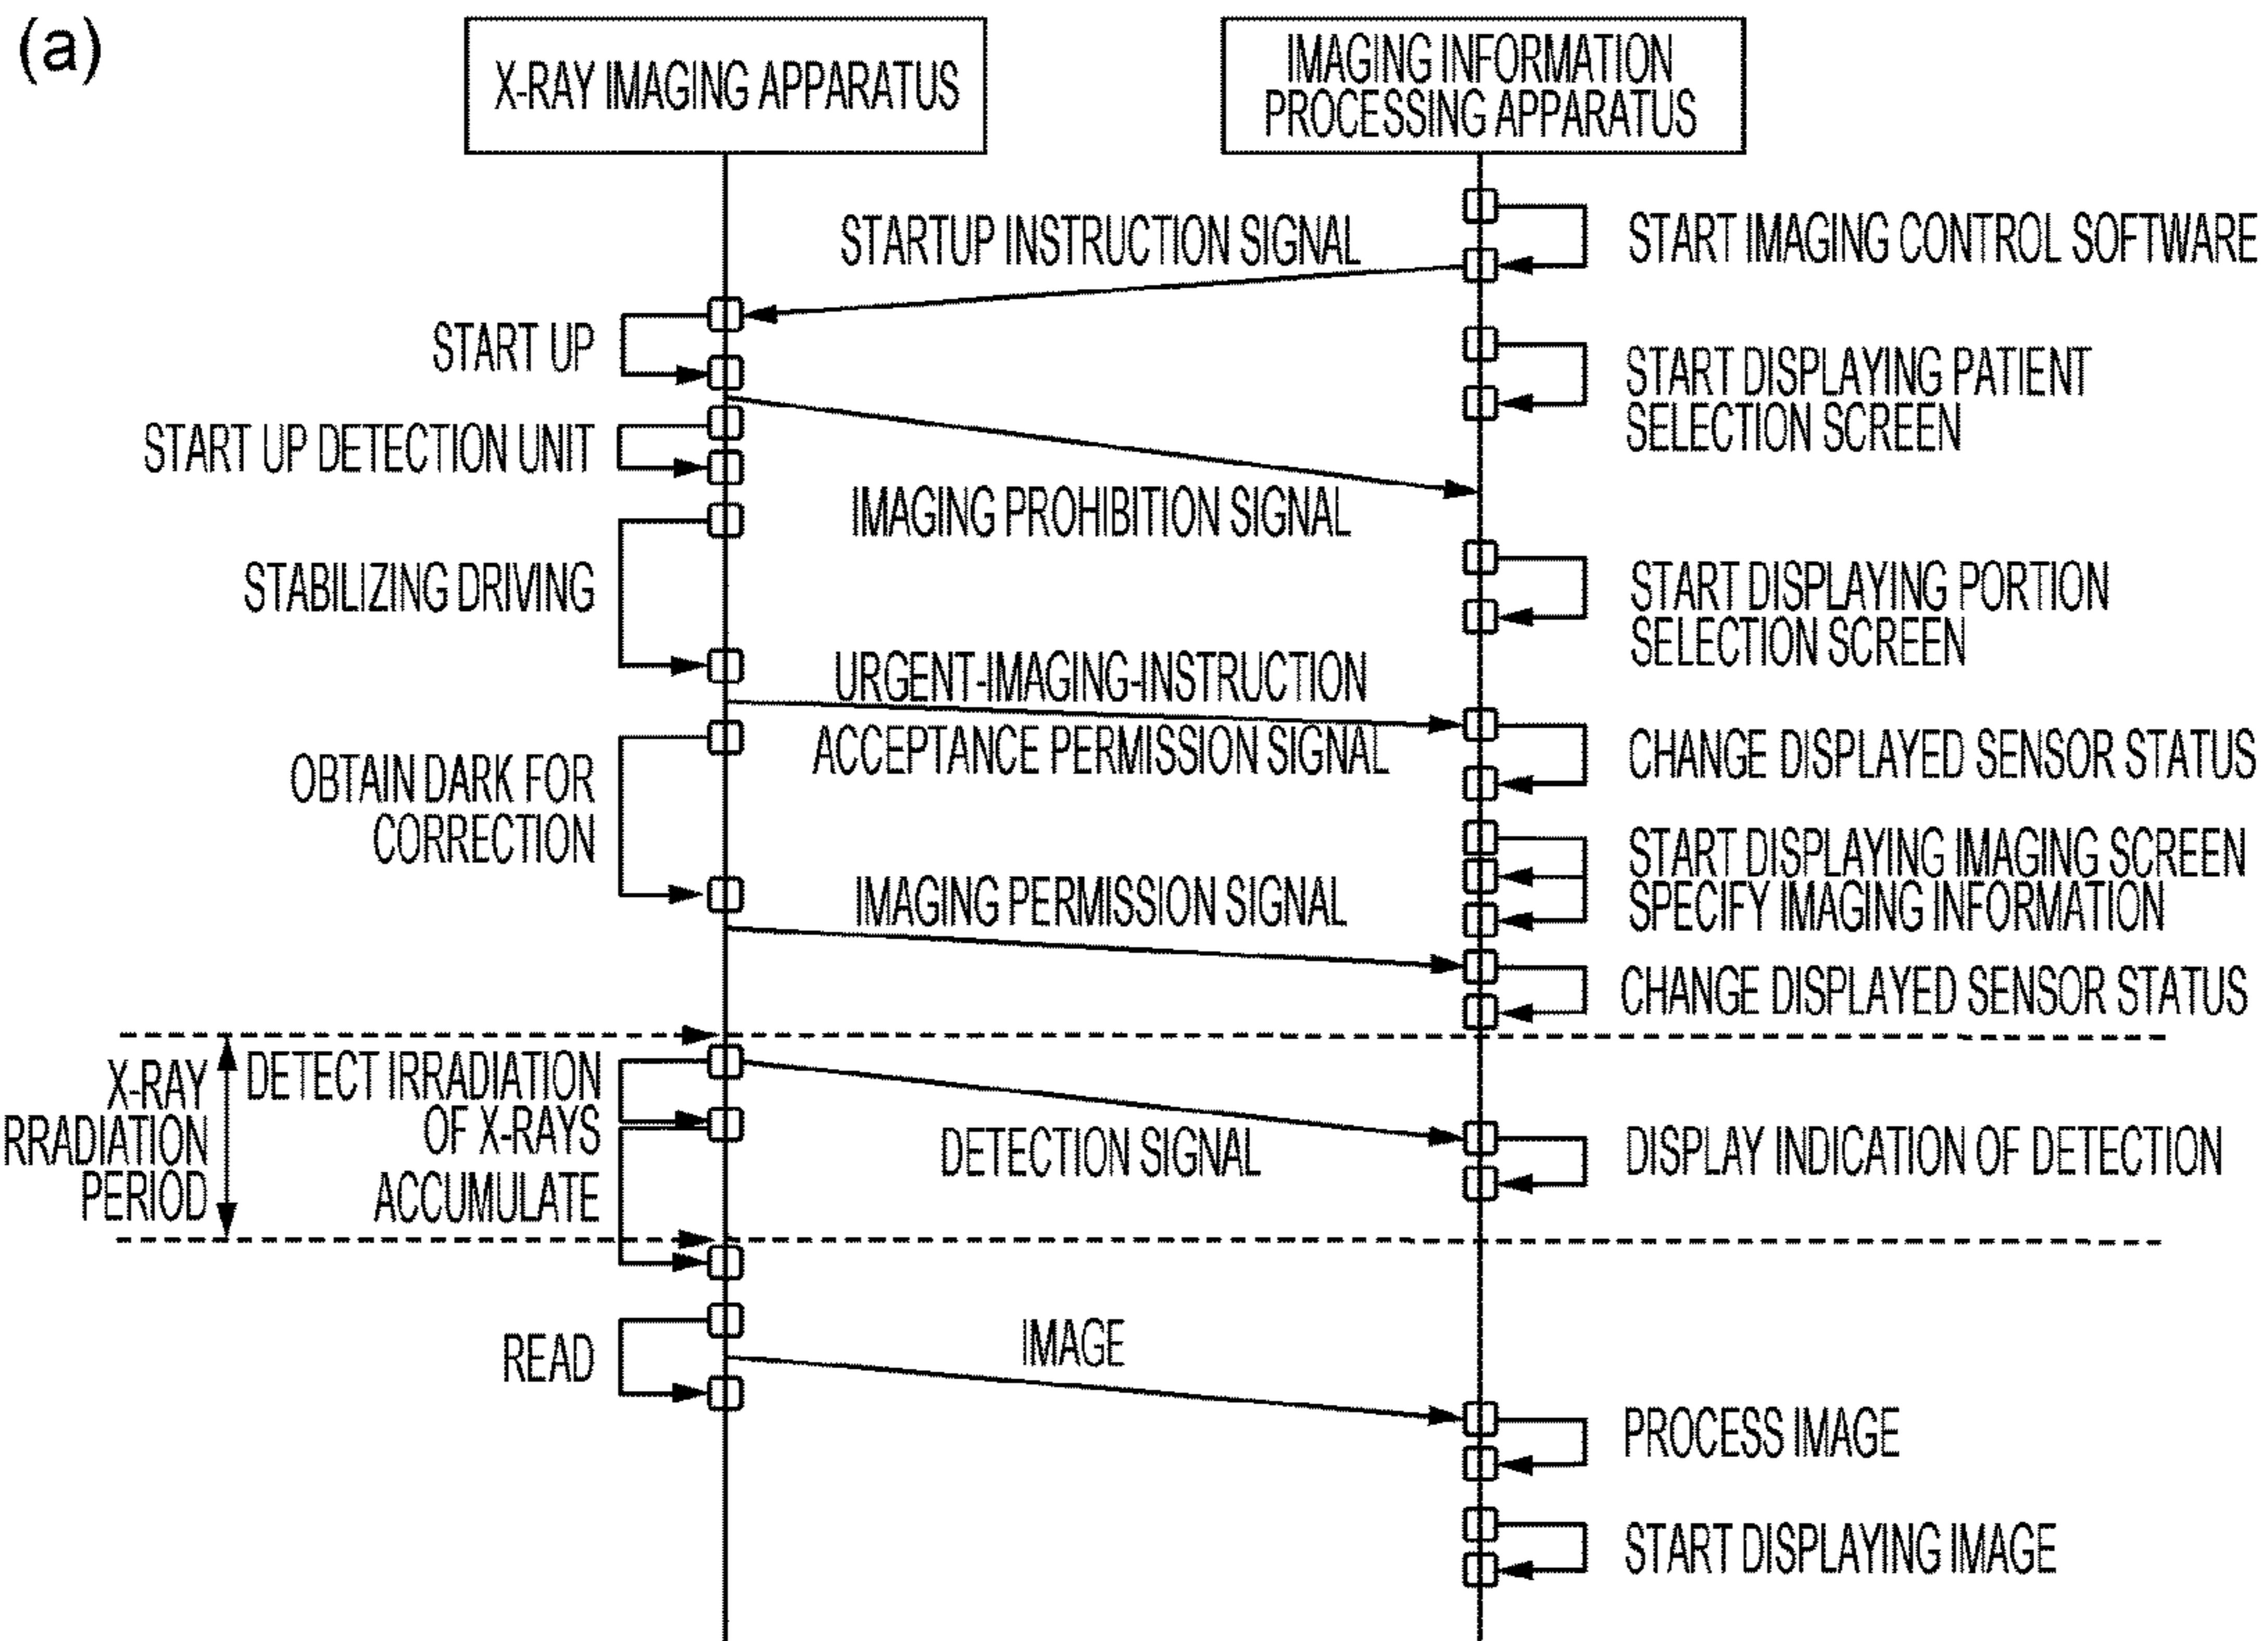 (a)
X-RAY IMAGING APPARATUS
IMAGING INFORMATION
PROCESSING APPARATUS
START IMAGING CONTROL SOFTWARE
STARTUP INSTRUCTION SIGNAL
START UP
START DISPLAYING PATIENT
SELECTION SCREEN
START UP DETECTION UNIT
IMAGING PROHIBITION SIGNAL
STABILIZING DRIVING
START DISPLAYING PORTION
SELECTION SCREEN
URGENT-IMAGING-INSTRUCTION
ACCEPTANCE PERMISSION SIGNAL
CHANGE DISPLAYED SENSOR STATUS
OBTAIN DARK FOR
CORRECTION
START DISPLAYING IMAGING SCREEN
SPECIFY IMAGING INFORMATION
IMAGING PERMISSION SIGNAL
CHANGE DISPLAYED SENSOR STATUS
X-RAY
RRADIATION
PERIOD
DETECT IRRADIATION
OF X-RAYS
ACCUMULATE
DETECTION SIGNAL
DISPLAY INDICATION OF DETECTION
READ
IMAGE
PROCESS IMAGE
START DISPLAYING IMAGE